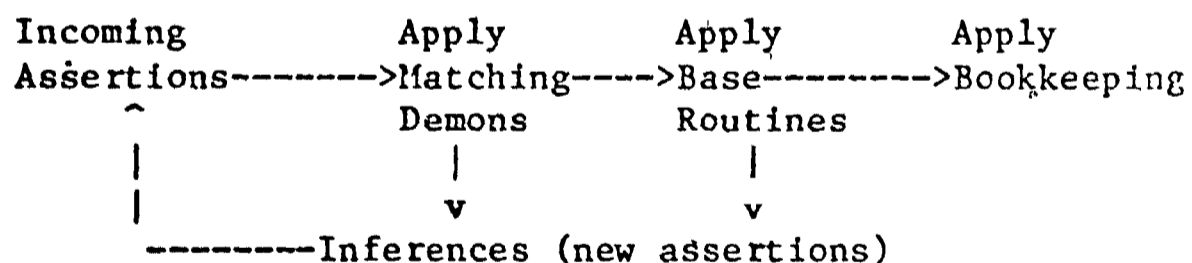 Incoming Apply Apply Apply
Assertions------->Matching---->Base-------->Bookkeeping
^ Demons Routines
| | |
| v v
--------Inferences (new assertions)